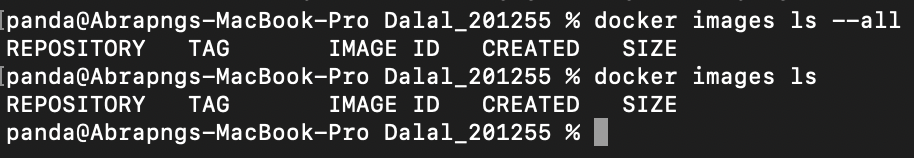 panda@Abrapngs-MacBook-Pro Dalal_201255 % docker images ls --all
REPOSITORY   TAG       IMAGE ID   CREATED   SIZE
panda@Abrapngs-MacBook-Pro Dalal_201255 % docker images ls
REPOSITORY   TAG       IMAGE ID   CREATED   SIZE
panda@Abrapngs-MacBook-Pro Dalal_201255 %